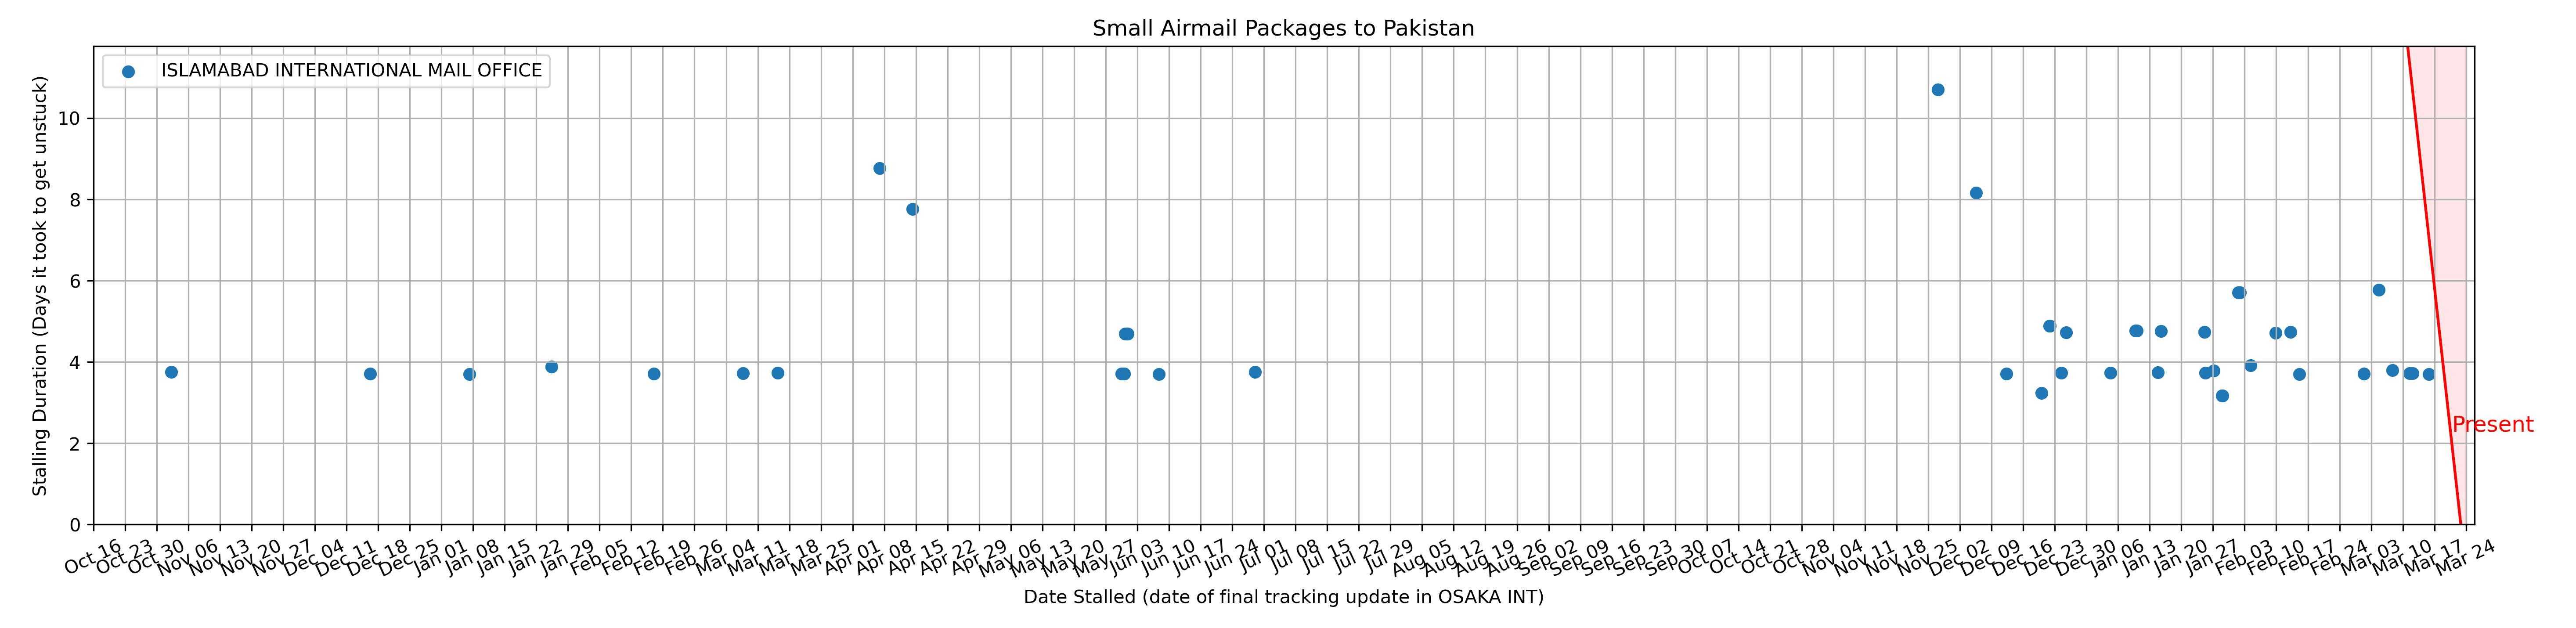 Small Airmail Packages to Pakistan
ISLAMABAD INTERNATIONAL MAIL OFFICE
Stalling Duration (Days it took to get unstuck)
10
8
6
4
2
0
Present
Oct 16 Oct 23 Oct 30 Nov 06 Nov 13 Nov 20 Nov 27 Dec 04 Dec 11 Dec 18 Dec 25 Jan 01 Jan 08 Jan 15 Jan 22 Jan 29 Feb 05 Feb 12 Feb 19 Feb 26 Mar 04 Mar 11 Mar 18 Mar 25 Apr 01 Apr 08 Apr 15 Apr 22 Apr 29 May 06 May 13 May 20 May 27 Jun 03 Jun 10 Jun 17 Jun 24 Jul 01 Jul 08 Jul 15 Jul 22 Jul 29 Aug 05 Aug 12 Aug 19 Aug 26 Sep 02 Sep 09 Sep 16 Sep 23 Sep 30 Oct 07 Oct 14 Oct 21 Oct 28 Nov 04 Nov 11 Nov 18 Nov 25 Dec 02 Dec 09 Dec 16 Dec 23 Dec 30 Jan 06 Jan 13 Jan 20 Jan 27 Feb 03 Feb 10 Feb 17 Feb 24 Mar 03 Mar 10 Mar 17 Mar 24
Date Stalled (date of final tracking update in OSAKA INT)